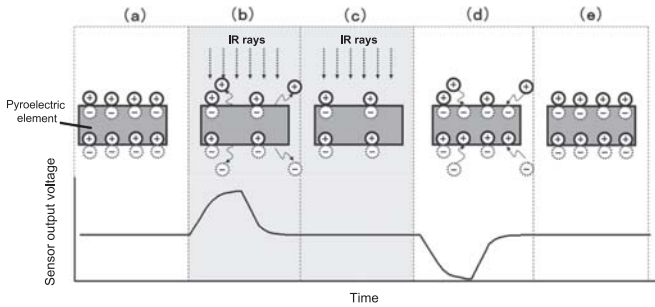 (a) (b) (c) (d) (e)
IR rays IR rays
+ + + + + + + + + + + + + + + +
Pyroelectric
element
- - - - - - - - - - - - - - - -
+ + + + + + + + + + + + + + + +
- - - - - - - - - - - - - - - -
Sensor output voltage
Time